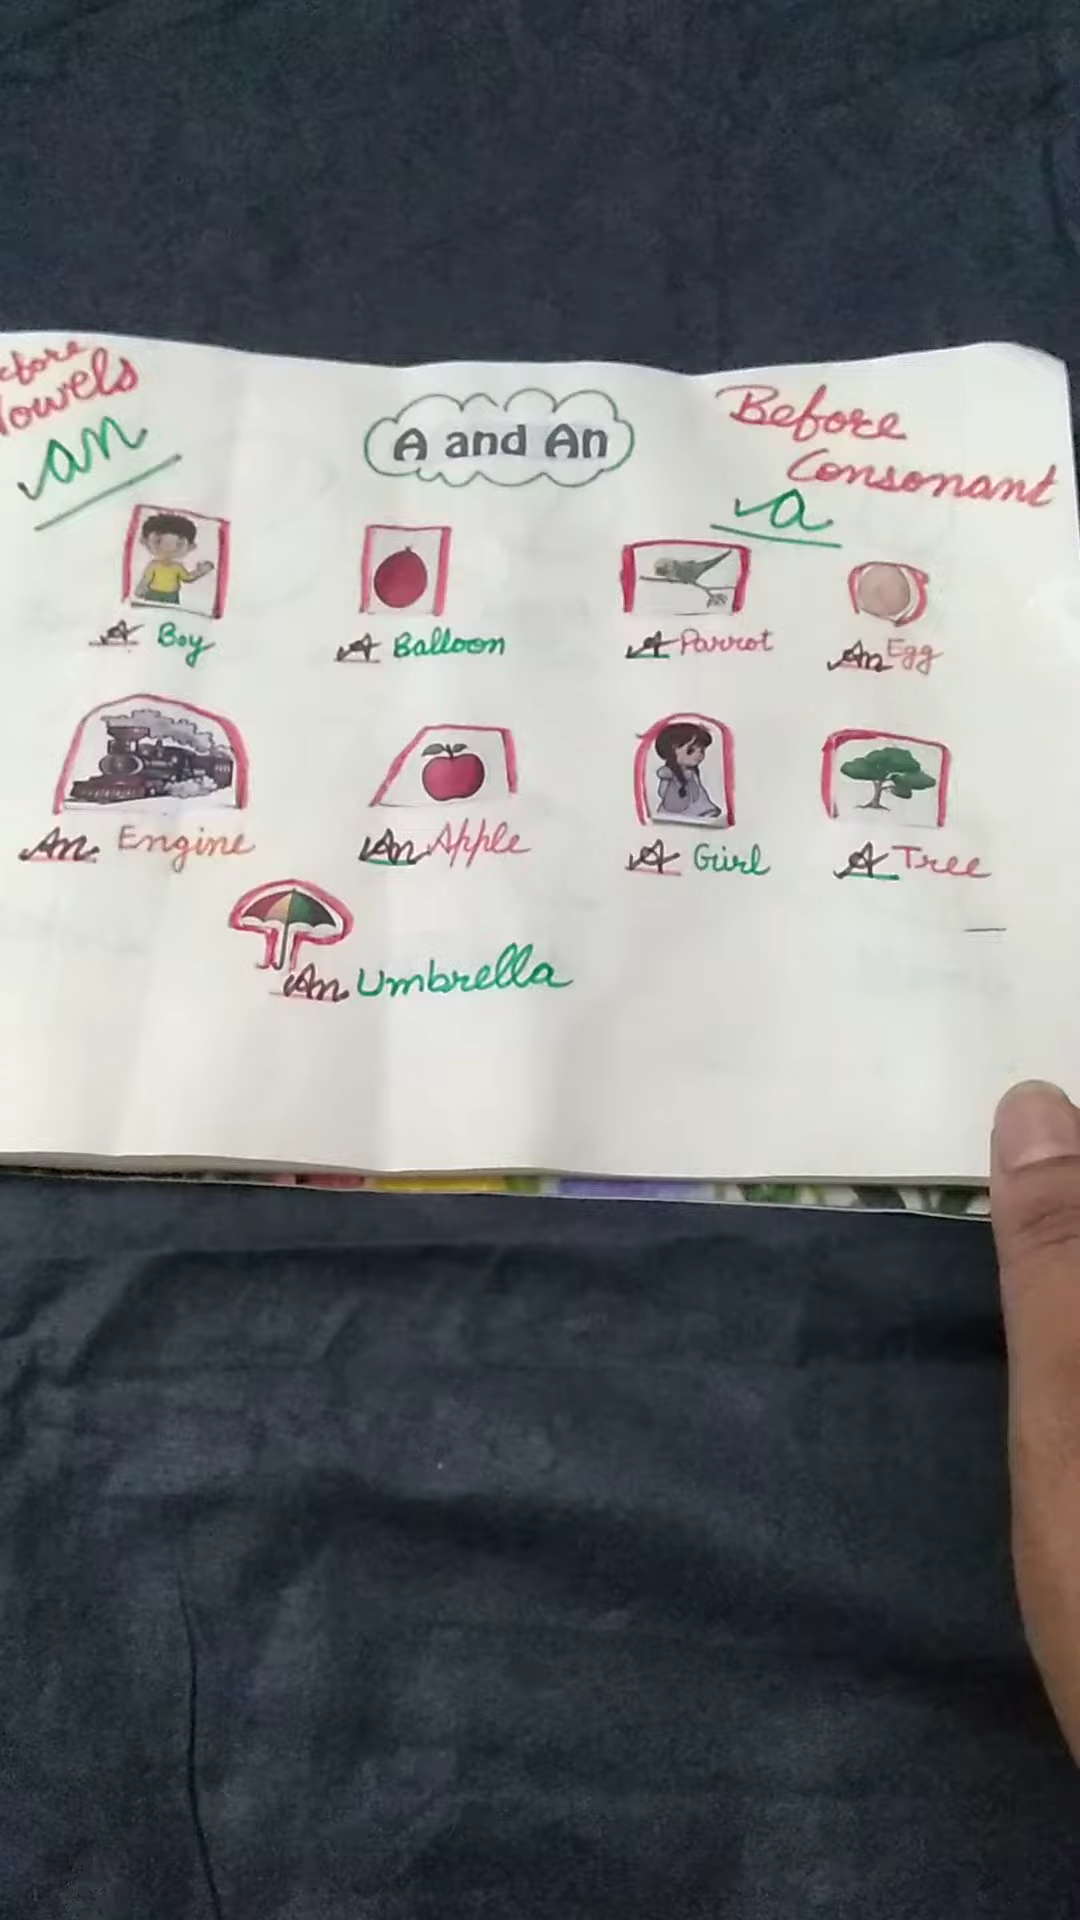 efore
Vowels
an
A and An
Before
Consonant
a
A Boy
A Balloon
A Parrot
An Egg
An Engine
An Apple
A Girl
A Tree
An Umbrella